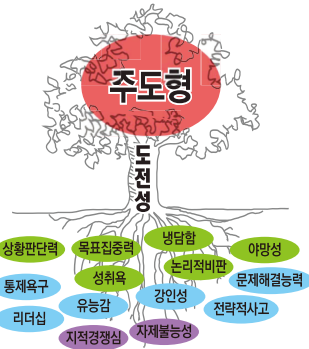 주도형
도전성
상황판단력
목표집중력
냉담함
야망성
성취욕
논리적비판
통제욕구
유능감
강인성
문제해결능력
리더십
전략적사고
지적경쟁심
자제불능성